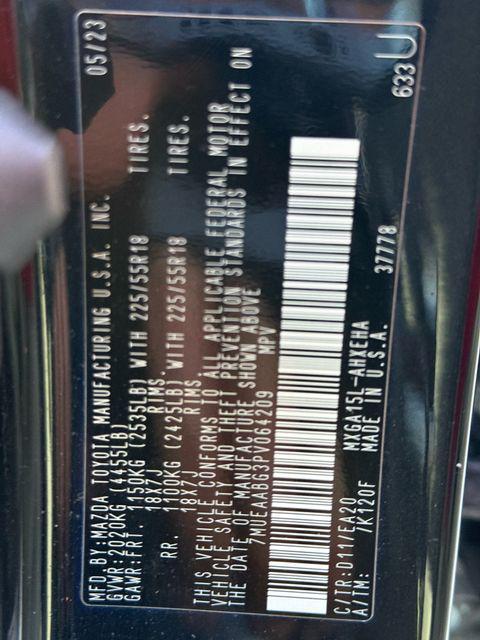 MFD.BY:MAZDA TOYOTA MANUFACTURING U.S.A. INC. 05/23
GVWR:2020KG (4455LB)
GAWR:FRT. 1150KG (2535LB) WITH 225/55R18 TIRES.
18X7J RIMS.
RR. 1100KG (2425LB) WITH 225/55R18 TIRES.
18X7J RIMS.
THIS VEHICLE CONFORMS TO ALL APPLICABLE FEDERAL MOTOR
VEHICLE SAFETY AND THEFT PREVENTION STANDARDS IN EFFECT ON
THE DATE OF MANUFACTURE SHOWN ABOVE
7MUEAABG3PV064209 MPV
37778
C/TR:D11/EA20 MXGA15L-AHXEHA 633U
A/TM: /K120F MADE IN U.S.A.